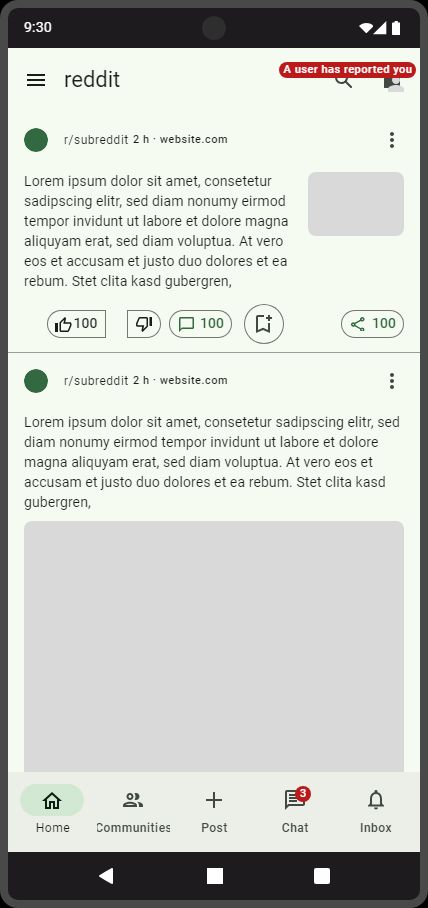 9:30
A user has reported you
reddit
r/subreddit 2 h · website.com
Lorem ipsum dolor sit amet, consetetur
sadipscing elitr, sed diam nonumy eirmod
tempor invidunt ut labore et dolore magna
aliquyam erat, sed diam voluptua. At vero
eos et accusam et justo duo dolores et ea
rebum. Stet clita kasd gubergren,
100 100 100
r/subreddit 2 h · website.com
Lorem ipsum dolor sit amet, consetetur sadipscing elitr, sed
diam nonumy eirmod tempor invidunt ut labore et dolore
magna aliquyam erat, sed diam voluptua. At vero eos et
accusam et justo duo dolores et ea rebum. Stet clita kasd
gubergren,
3
Home Communities Post Chat Inbox